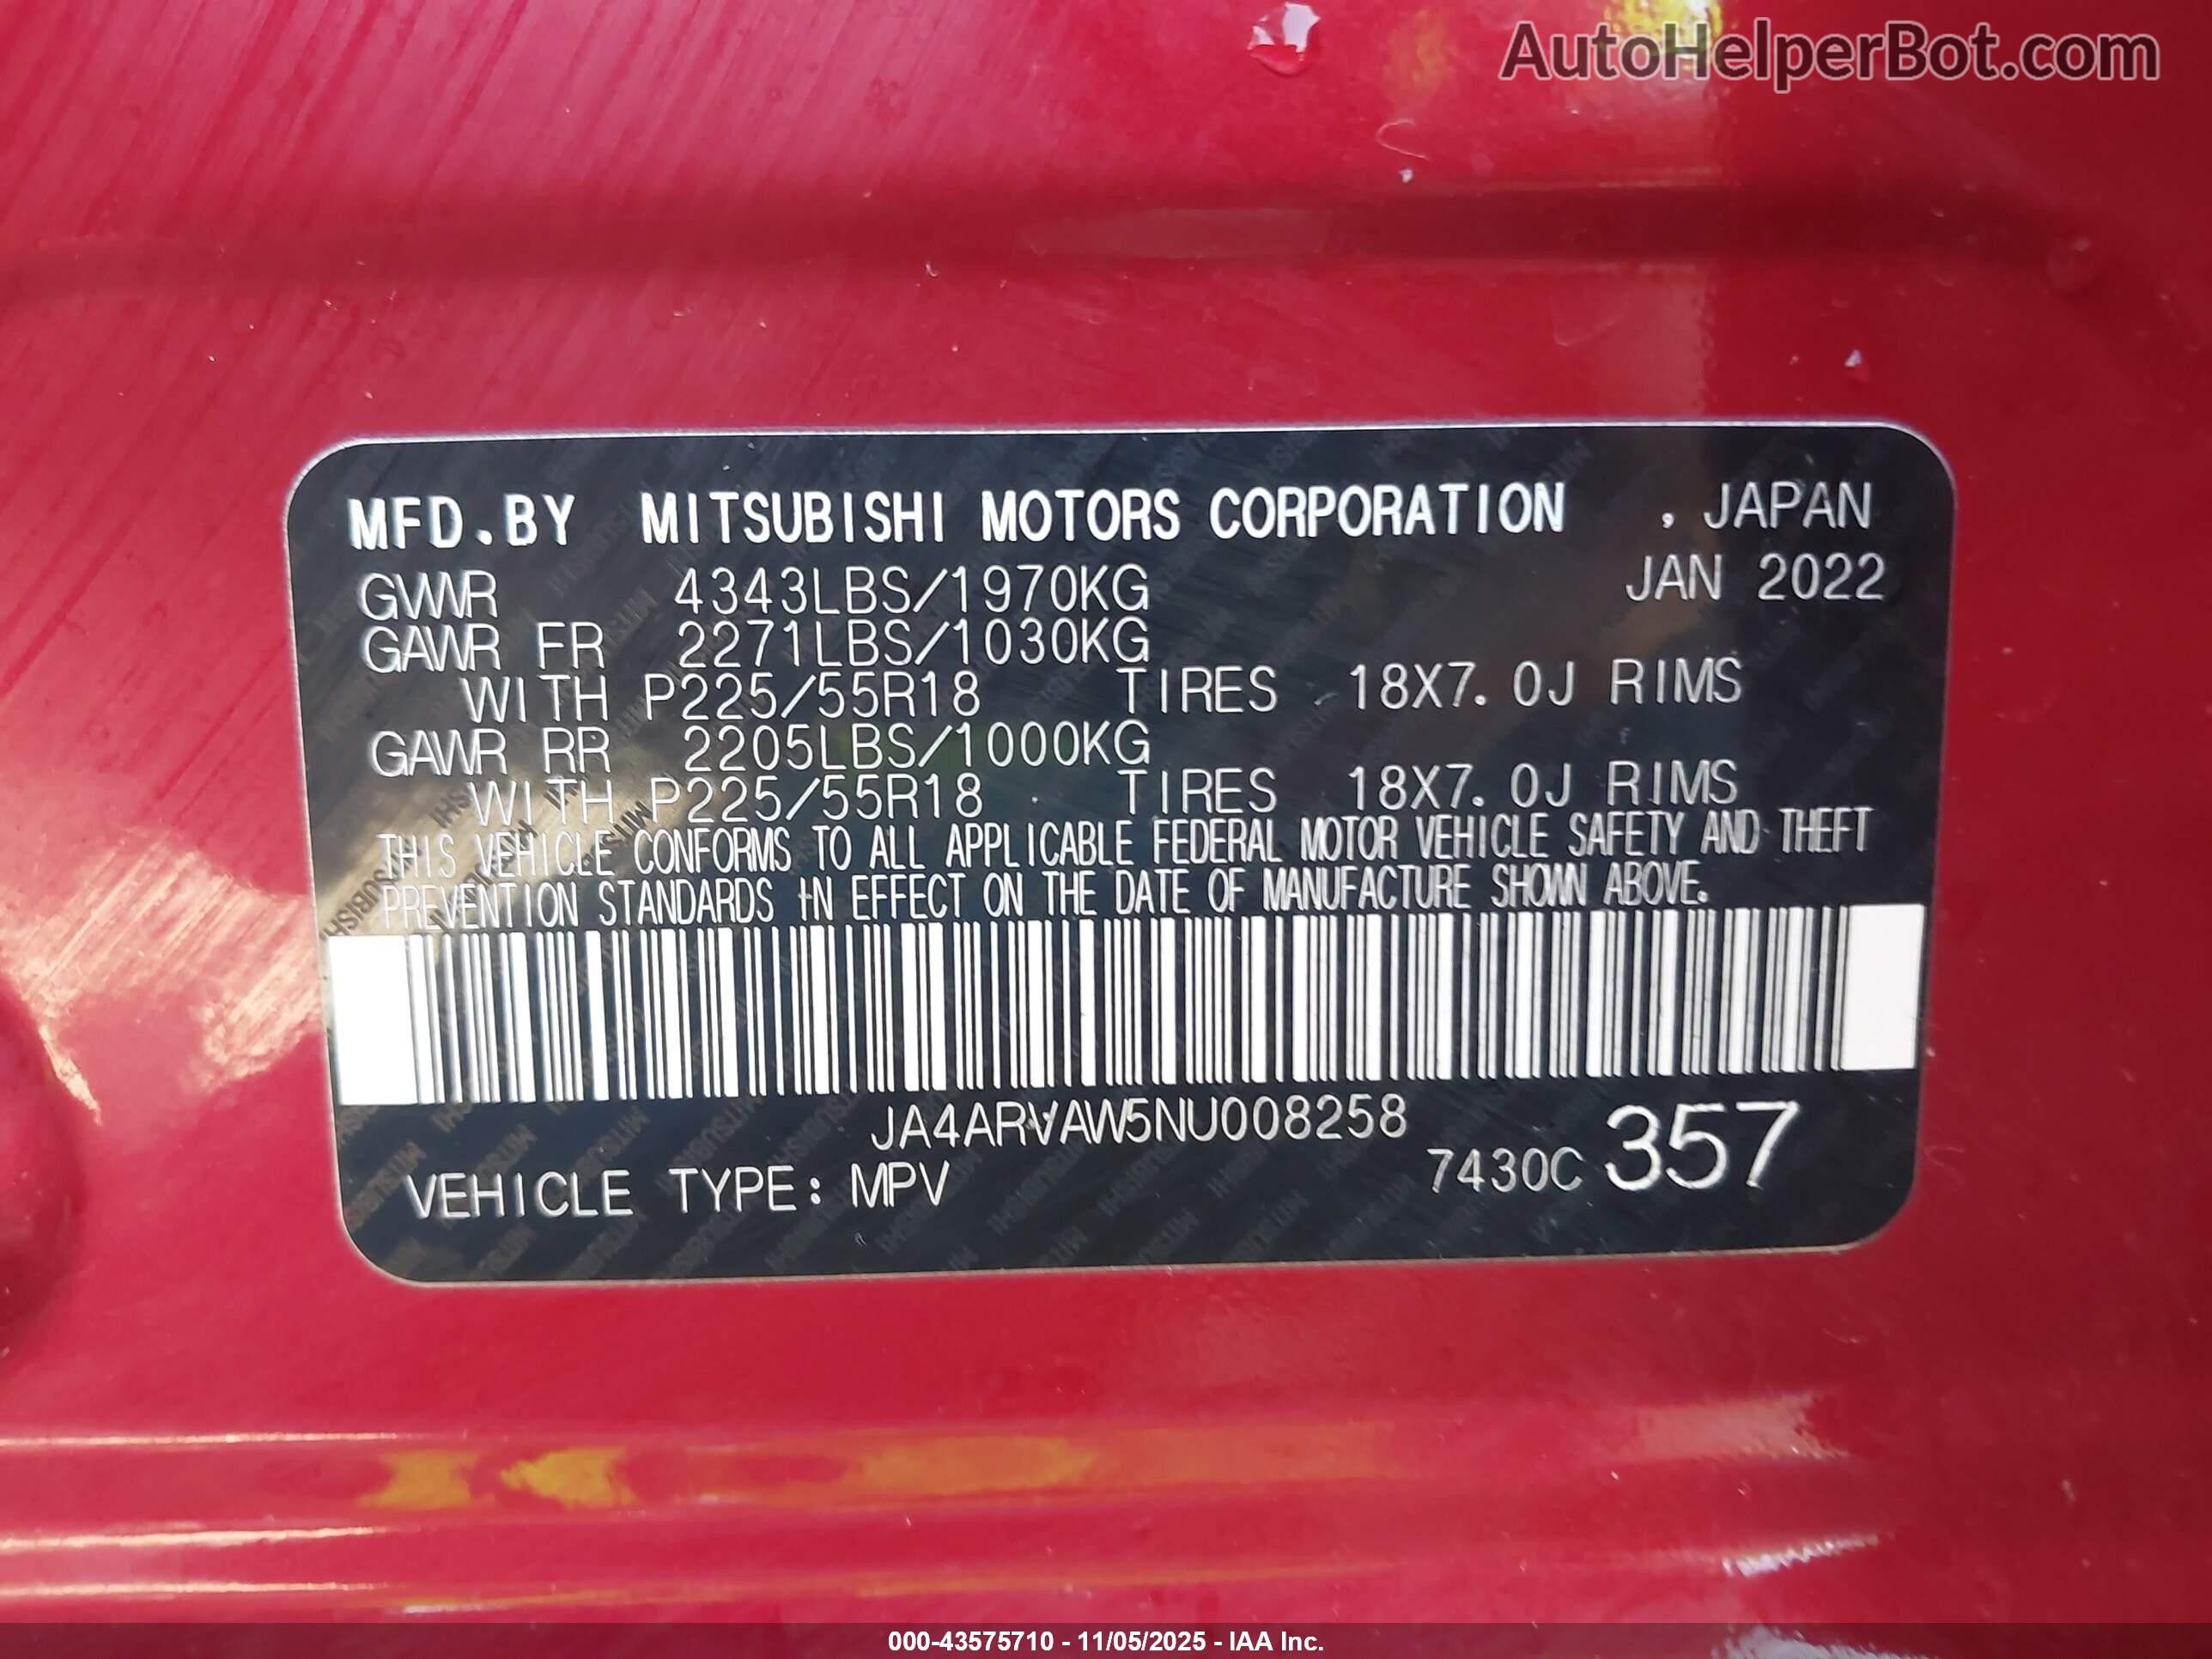 AutoHelperBot.com
MFD.BY MITSUBISHI MOTORS CORPORATION , JAPAN
GVWR 4343LBS/1970KG JAN 2022
GAWR FR 2271LBS/1030KG
WITH P225/55R18 TIRES 18X7.0J RIMS
GAWR RR 2205LBS/1000KG
WITH P225/55R18 TIRES 18X7.0J RIMS
THIS VEHICLE CONFORMS TO ALL APPLICABLE FEDERAL MOTOR VEHICLE SAFETY AND THEFT
PREVENTION STANDARDS IN EFFECT ON THE DATE OF MANUFACTURE SHOWN ABOVE.
JA4ARVAW5NU008258
VEHICLE TYPE: MPV 7430C 357
000-43575710 - 11/05/2025 - IAA Inc.